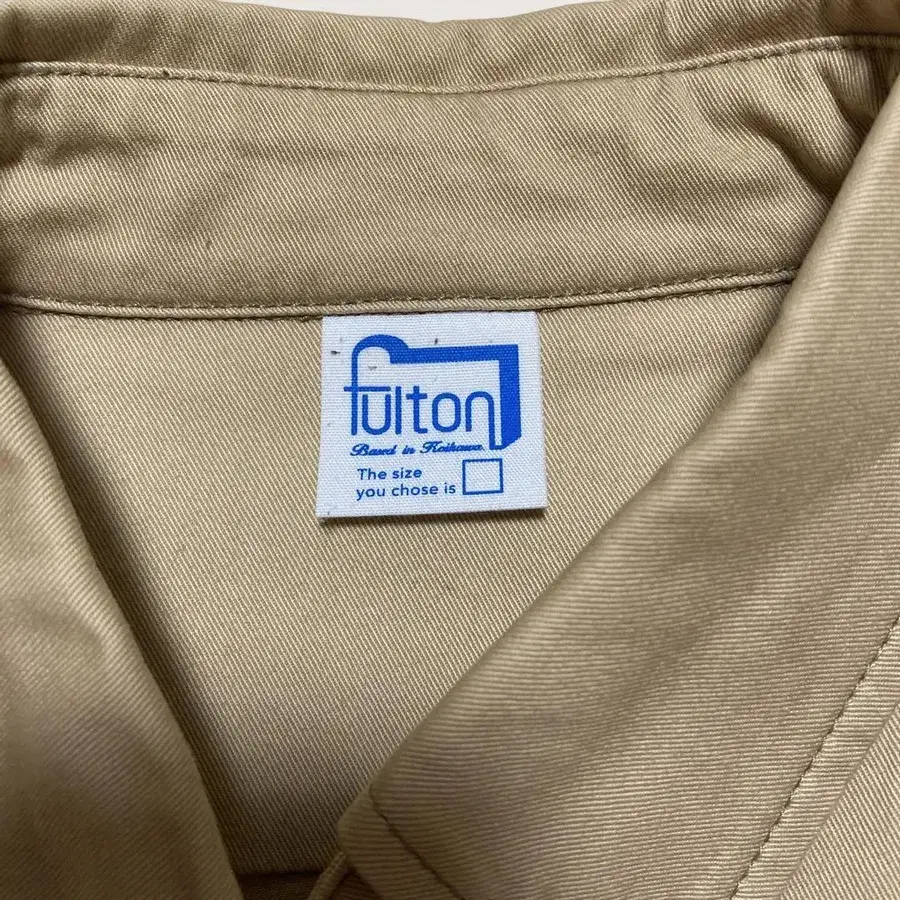 fulton
Based in Koihawa.
The size
you chose is